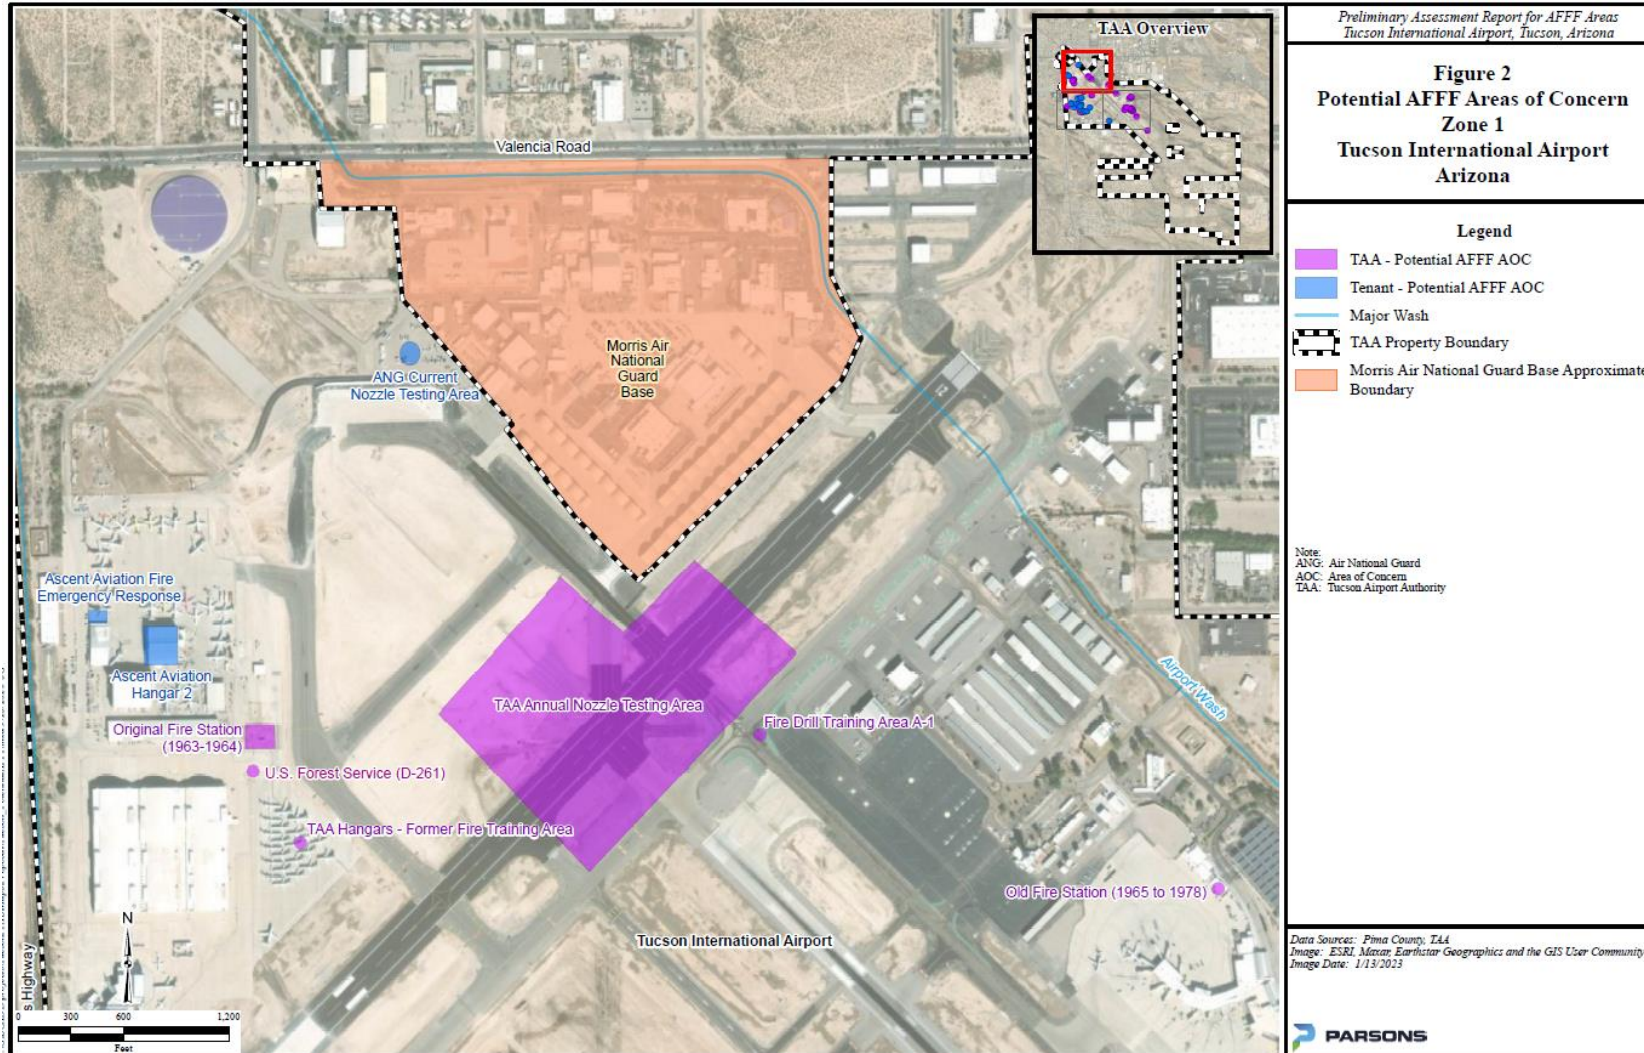 Preliminary Assessment Report for AFFF Areas
Tucson International Airport, Tucson, Arizona
Figure 2
Potential AFFF Areas of Concern
Zone 1
Tucson International Airport
Arizona
Legend
TAA - Potential AFFF AOC
Tenant - Potential AFFF AOC
Major Wash
TAA Property Boundary
Morris Air National Guard Base Approximate
Boundary
Note:
ANG: Air National Guard
AOC: Area of Concern
TAA: Tucson Airport Authority
Data Sources: Pima County, TAA
Image: ESRI, Maxar, Earthstar Geographics and the GIS User Community
Image Date: 1/13/2023
PARSONS
TAA Overview
Valencia Road
Morris Air
National
Guard
Base
ANG Current
Nozzle Testing Area
Ascent Aviation Fire
Emergency Response
Ascent Aviation
Hangar 2
Original Fire Station
(1963-1964)
U.S. Forest Service (D-261)
TAA Hangars - Former Fire Training Area
TAA Annual Nozzle Testing Area
Fire Drill Training Area A-1
Airport Wash
Old Fire Station (1965 to 1978)
Tucson International Airport
s Highway
N
0 300 600 1,200
Feet